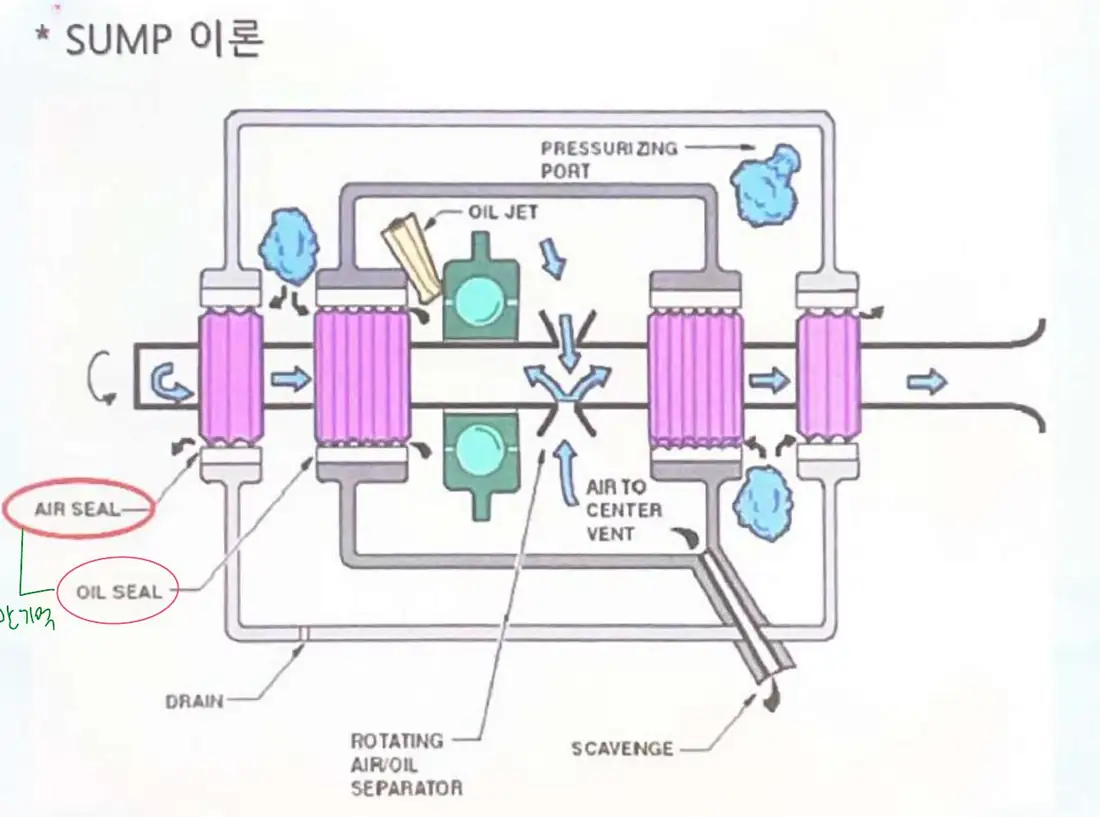 * SUMP 이론
PRESSURIZING
PORT
OIL JET
AIR TO
CENTER
VENT
AIR SEAL
OIL SEAL
DRAIN
ROTATING
AIR/OIL
SEPARATOR
SCAVENGE